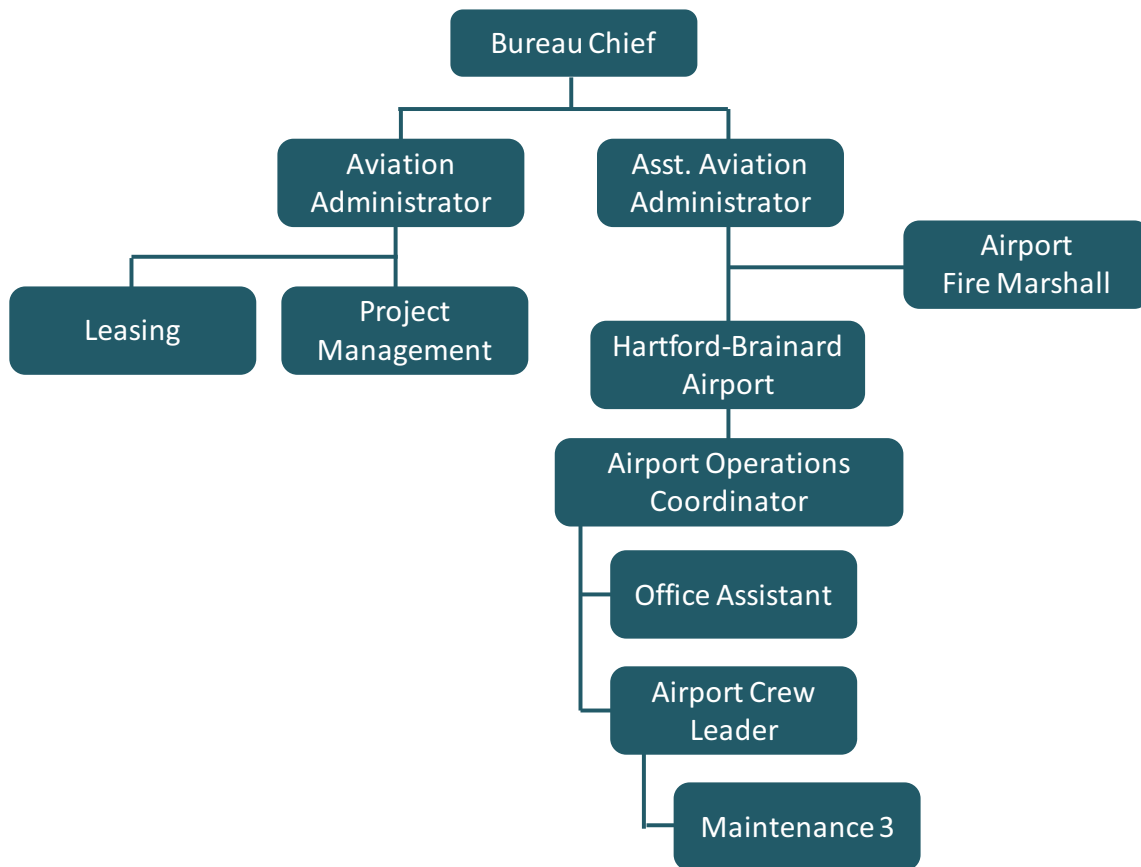 Bureau Chief
Aviation
Administrator
Asst. Aviation
Administrator
Airport
Fire Marshall
Leasing
Project
Management
Hartford-Brainard
Airport
Airport Operations
Coordinator
Office Assistant
Airport Crew
Leader
Maintenance 3